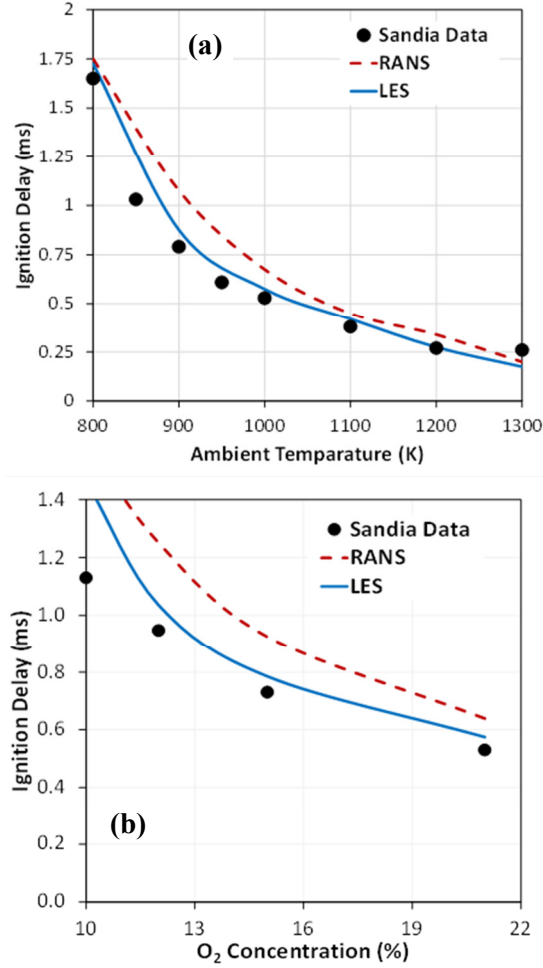 (a)
Sandia Data
RANS
LES
Ignition Delay (ms)
1.75
1.5
1.25
1
0.75
0.5
0.25
0
800
900
1000
1100
1200
1300
Ambient Temparature (K)
1.4
1.2
1.0
0.8
0.6
0.4
0.2
0.0
Sandia Data
RANS
LES
Ignition Delay (ms)
(b)
10
13
16
19
22
O₂ Concentration (%)